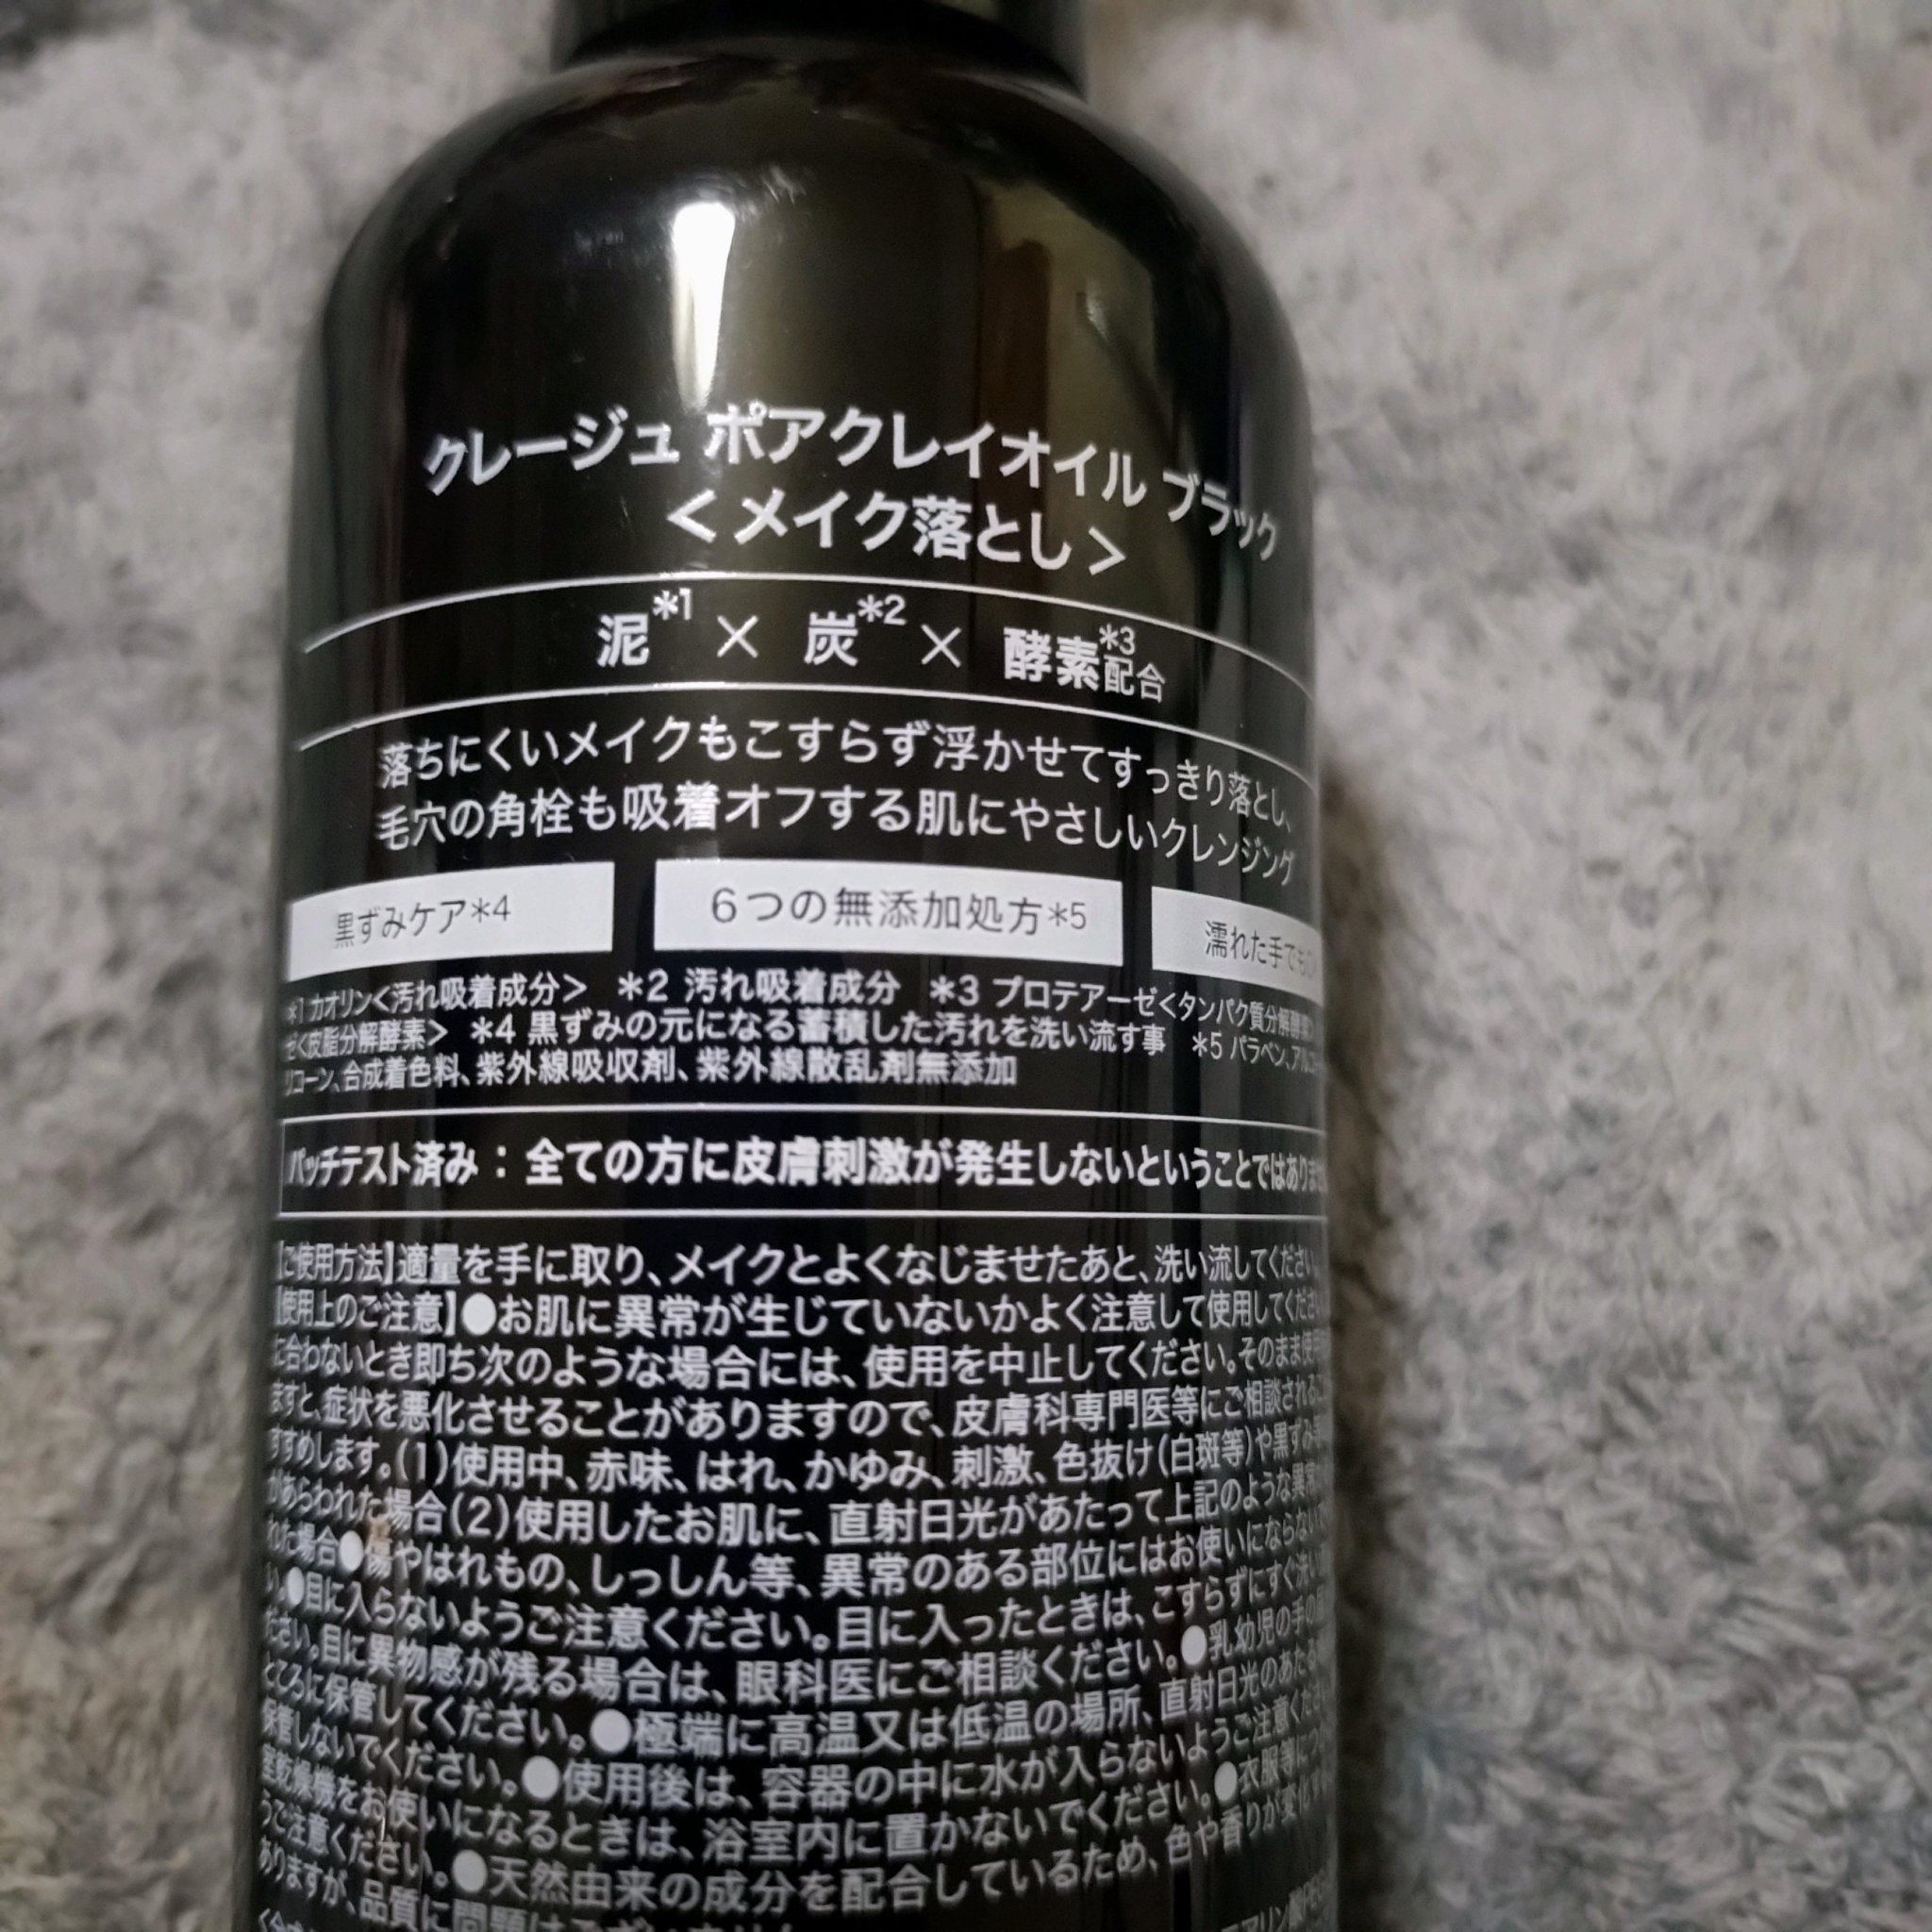 クレージュ ポアクレイオイル ブラック
＜メイク落とし＞
泥*1 × 炭*2 × 酵素*3配合
落ちにくいメイクもこすらず浮かせてすっきり落とし、
毛穴の角栓も吸着オフする肌にやさしいクレンジング
黒ずみケア*4 6つの無添加処方*5 濡れた手でも
*1 カオリン<汚れ吸着成分> *2 汚れ吸着成分 *3 プロテアーゼ<タンパク質分解酵素>
ゼ<皮脂分解酵素> *4 黒ずみの元になる蓄積した汚れを洗い流す事 *5 パラベン、アルコー
リコーン、合成着色料、紫外線吸収剤、紫外線散乱剤無添加
パッチテスト済み：全ての方に皮膚刺激が発生しないということではありませ
【ご使用方法】適量を手に取り、メイクとよくなじませたあと、洗い流してください
【使用上のご注意】●お肌に異常が生じていないかよく注意して使用してください
に合わないとき即ち次のような場合には、使用を中止してください。そのまま使用
ますと、症状を悪化させることがありますので、皮膚科専門医等にご相談される
すすめします。(1)使用中、赤味、はれ、かゆみ、刺激、色抜け(白斑等)や黒ずみ
があらわれた場合(2)使用したお肌に、直射日光があたって上記のような異常
れた場合●傷やはれもの、しっしん等、異常のある部位にはお使いにならない
い。●目に入らないようご注意ください。目に入ったときは、こすらずにすぐ洗い
ださい。目に異物感が残る場合は、眼科医にご相談ください。●乳幼児の手の
ところに保管してください。●極端に高温又は低温の場所、直射日光のあたる
保管しないでください。●使用後は、容器の中に水が入らないようご注意くださ
室乾燥機をお使いになるときは、浴室内に置かないでください。●衣服等につ
うご注意ください。●天然由来の成分を配合しているため、色や香りが変化
ありますが、品質に問題は